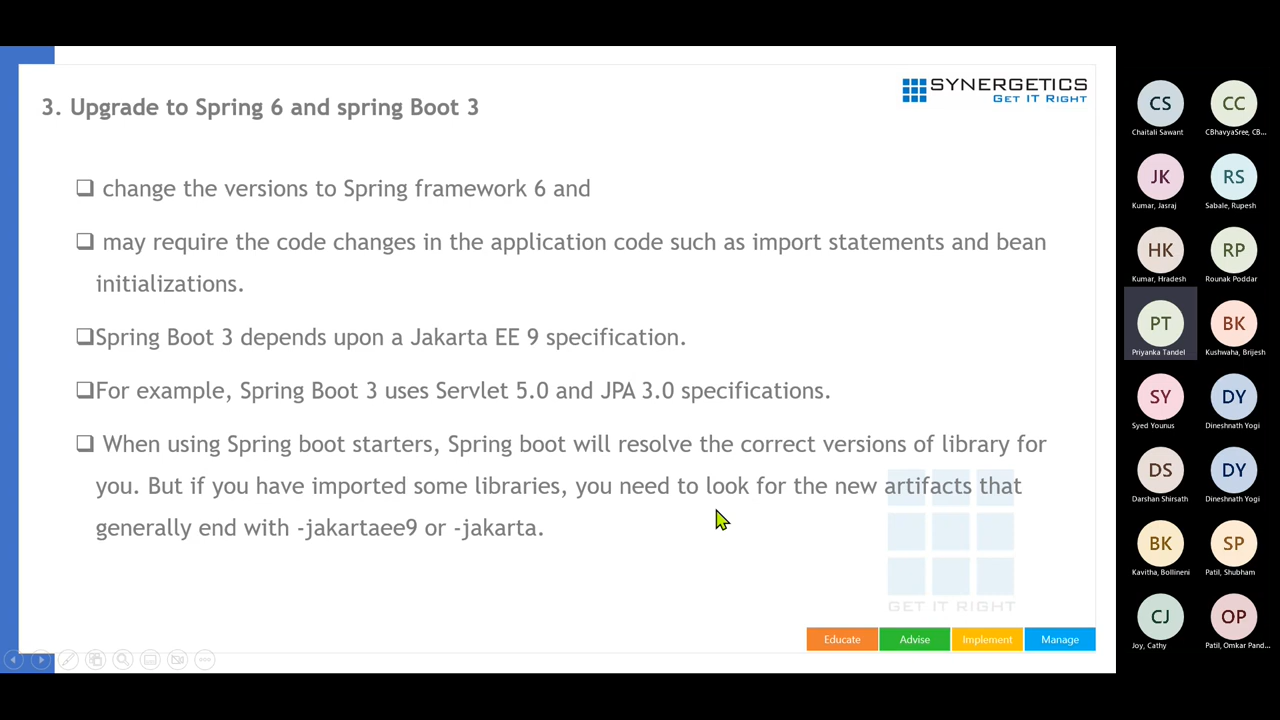 3. Upgrade to Spring 6 and spring Boot 3
SYNERGETICS
GET IT RIGHT
change the versions to Spring framework 6 and
may require the code changes in the application code such as import statements and bean
initializations.
Spring Boot 3 depends upon a Jakarta EE 9 specification.
For example, Spring Boot 3 uses Servlet 5.0 and JPA 3.0 specifications.
When using Spring boot starters, Spring boot will resolve the correct versions of library for
you. But if you have imported some libraries, you need to look for the new artifacts that
generally end with -jakartaee9 or -jakarta.
GET IT RIGHT
Educate Advise Implement Manage
CS CC
Chaitali Sawant CBhavyaSree, CB...
JK RS
Kumar, Jasraj Sabale, Rupesh
HK RP
Kumar, Hradesh Rounak Poddar
PT BK
Priyanka Tandel Kushwaha, Brijesh
SY DY
Syed Younus Dineshnath Yogi
DS DY
Darshan Shirsath Dineshnath Yogi
BK SP
Kavitha, Bollineni Patil, Shubham
CJ OP
Joy, Cathy Patil, Omkar Pand...